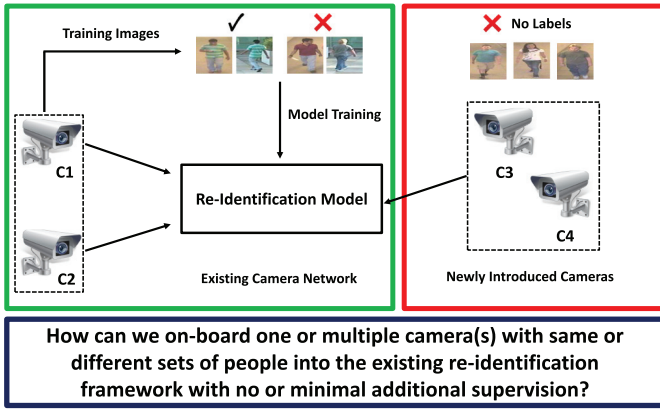 Training Images
No Labels
Model Training
C1
C2
Re-Identification Model
Existing Camera Network
C3
C4
Newly Introduced Cameras
How can we on-board one or multiple camera(s) with same or
different sets of people into the existing re-identification
framework with no or minimal additional supervision?